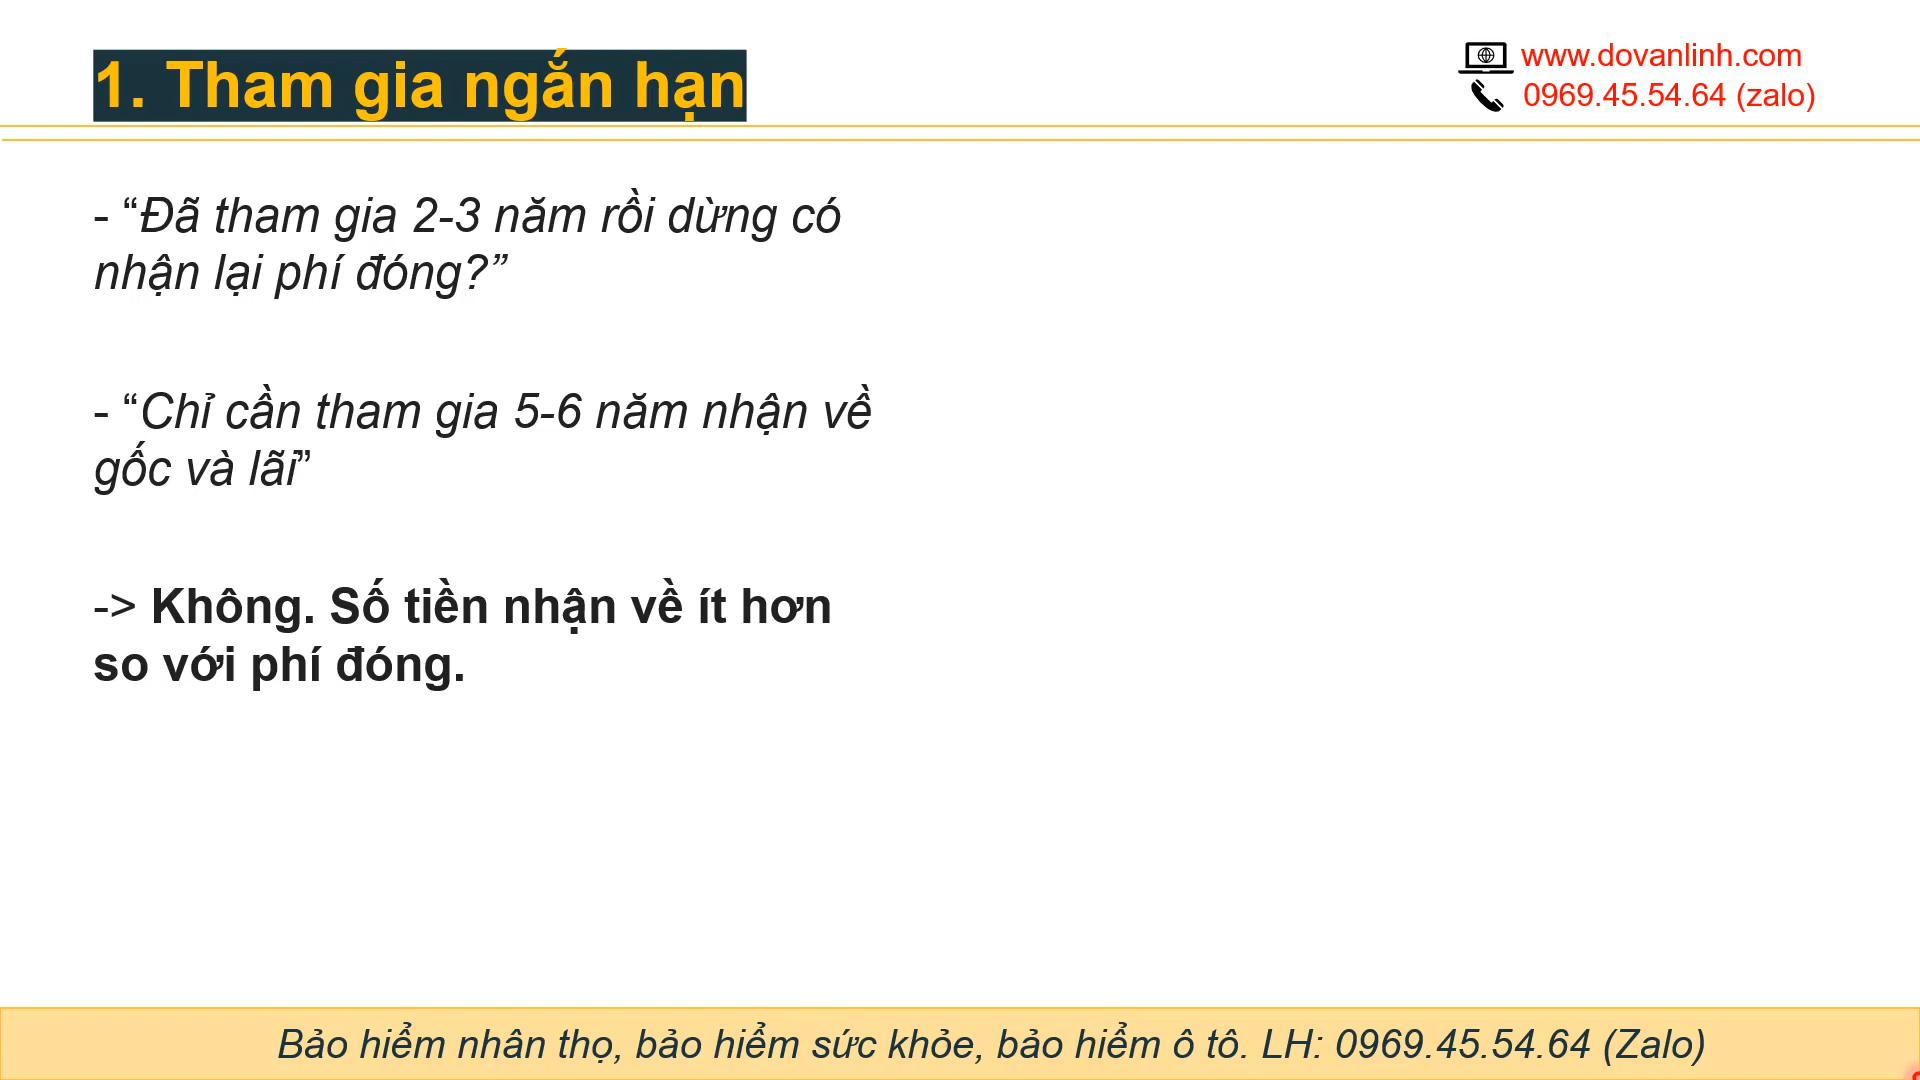 1. Tham gia ngắn hạn
www.dovanlinh.com
0969.45.54.64 (zalo)
- “Đã tham gia 2-3 năm rồi dừng có
nhận lại phí đóng?”
- “Chỉ cần tham gia 5-6 năm nhận về
gốc và lãi”
-> Không. Số tiền nhận về ít hơn
so với phí đóng.
Bảo hiểm nhân thọ, bảo hiểm sức khỏe, bảo hiểm ô tô. LH: 0969.45.54.64 (Zalo)